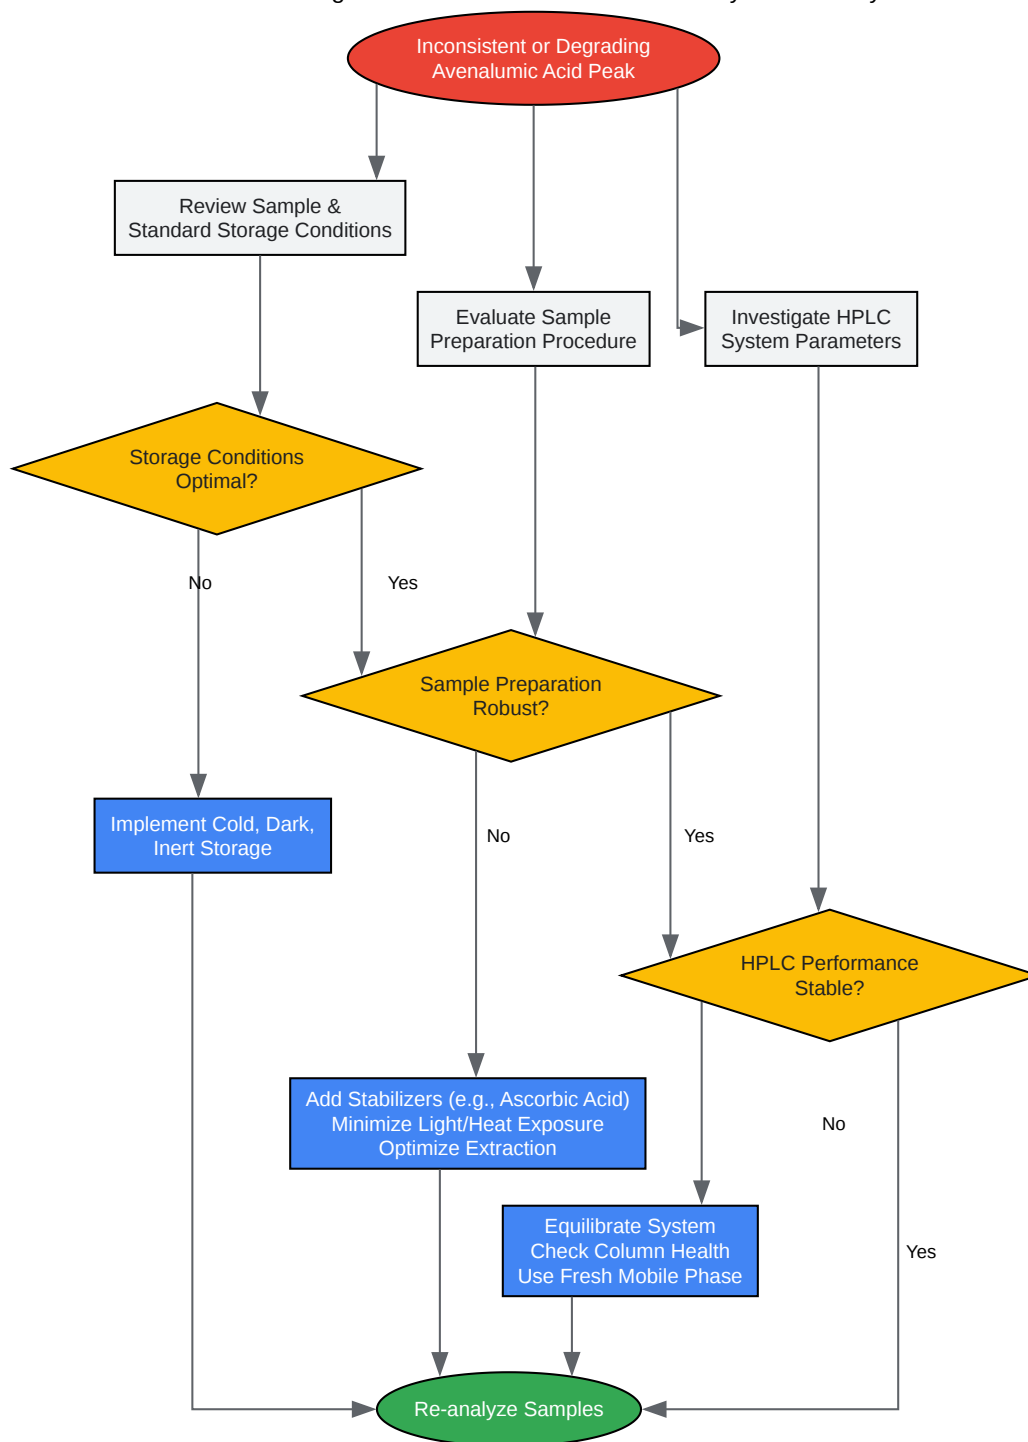 Inconsistent or Degrading
Avenalumic Acid Peak
Review Sample &
Standard Storage Conditions
Evaluate Sample
Preparation Procedure
Investigate HPLC
System Parameters
Storage Conditions
Optimal?
No
Yes
Sample Preparation
Robust?
Implement Cold, Dark,
Inert Storage
No
Yes
HPLC Performance
Stable?
Add Stabilizers (e.g., Ascorbic Acid)
Minimize Light/Heat Exposure
Optimize Extraction
No
Equilibrate System
Check Column Health
Use Fresh Mobile Phase
Yes
Re-analyze Samples